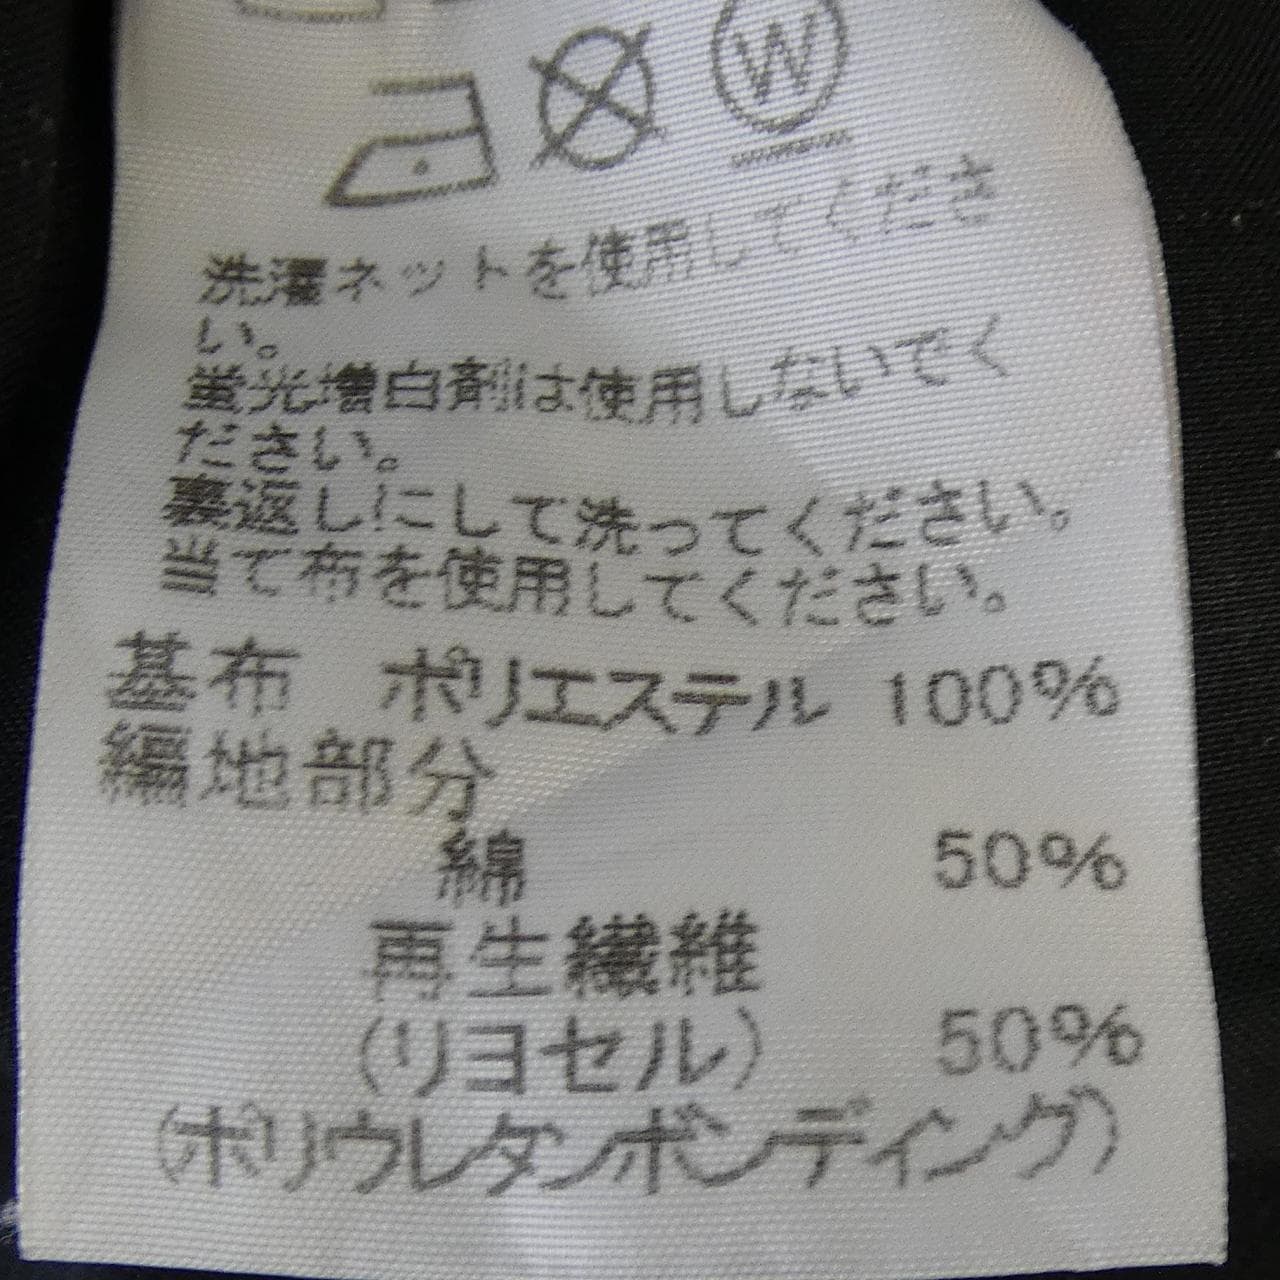 W
洗濯ネットを使用してくださ
い。
蛍光増白剤は使用しないでく
ださい。
裏返しにして洗ってください。
当て布を使用してください。
基布 ポリエステル 100%
編地部分
綿 50%
再生繊維
(リヨセル) 50%
(ポリウレタンボンディング)